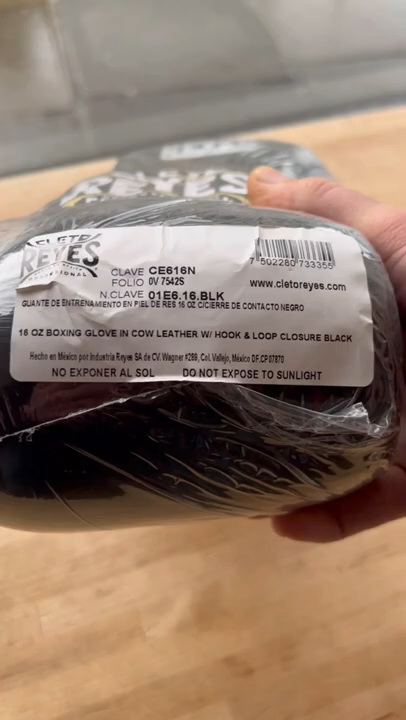 REYES
CLETO
REYES
PROFESSIONAL
CLAVE CE616N
FOLIO 0V 7542S
N.CLAVE 01E6.16.BLK
7 502280 733355
www.cletoreyes.com
GUANTE DE ENTRENAMIENTO EN PIEL DE RES 16 OZ C/CIERRE DE CONTACTO NEGRO
16 OZ BOXING GLOVE IN COW LEATHER W/ HOOK & LOOP CLOSURE BLACK
Hecho en México por Industria Reyes SA de CV. Wagner #289, Col. Vallejo, México DF.CP 07870
NO EXPONER AL SOL DO NOT EXPOSE TO SUNLIGHT